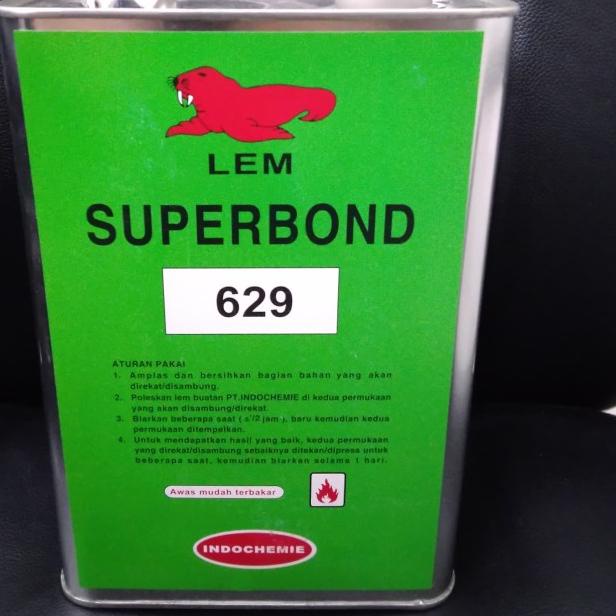 LEM
SUPERBOND
629
ATURAN PAKAI
1. Amplas dan bersihkan bagian bahan yang akan
direkat/disambung.
2. Poleskan lem buatan PT.INDOCHEMIE di kedua permukaan
yang akan disambung/direkat.
3. Biarkan beberapa saat ( ± 1/2 jam ), baru kemudian kedua
permukaan ditempelkan.
4. Untuk mendapatkan hasil yang baik, kedua permukaan
yang direkat/disambung sebaiknya ditekan/dipress untuk
beberapa saat, kemudian biarkan selama 1 hari.
Awas mudah terbakar
INDOCHEMIE